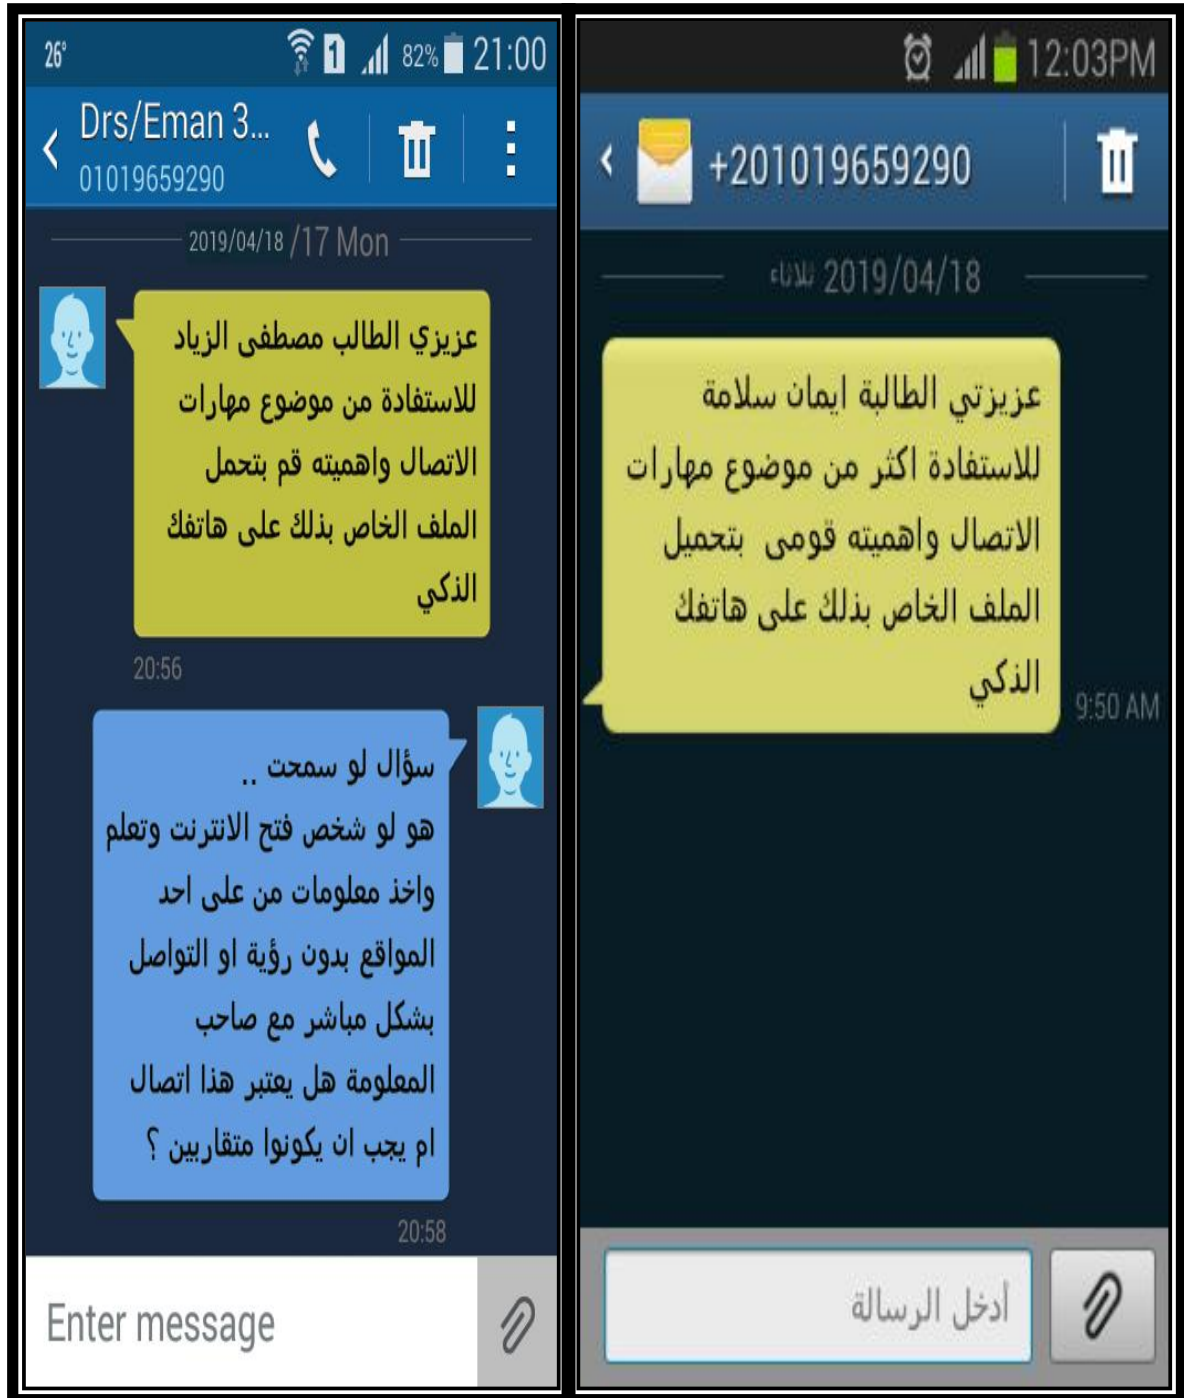 26°
82%
21:00
Drs/Eman 3...
01019659290
2019/04/18 /17 Mon
عزيزي الطالب مصطفى الزياد
للاستفادة من موضوع مهارات
الاتصال واهميته قم بتحمل
الملف الخاص بذلك على هاتفك
الذكي
20:56
سؤال لو سمحت ..
هو لو شخص فتح الانترنت وتعلم
واخذ معلومات من على احد
المواقع بدون رؤية او التواصل
بشكل مباشر مع صاحب
المعلومة هل يعتبر هذا اتصال
ام يجب ان يكونوا متقاربين ؟
20:58
Enter message
12:03PM
+201019659290
2019/04/18 ثلاثاء
عزيزتي الطالبة ايمان سلامة
للاستفادة اكثر من موضوع مهارات
الاتصال واهميته قومى بتحميل
الملف الخاص بذلك على هاتفك
الذكي
9:50 AM
أدخل الرسالة